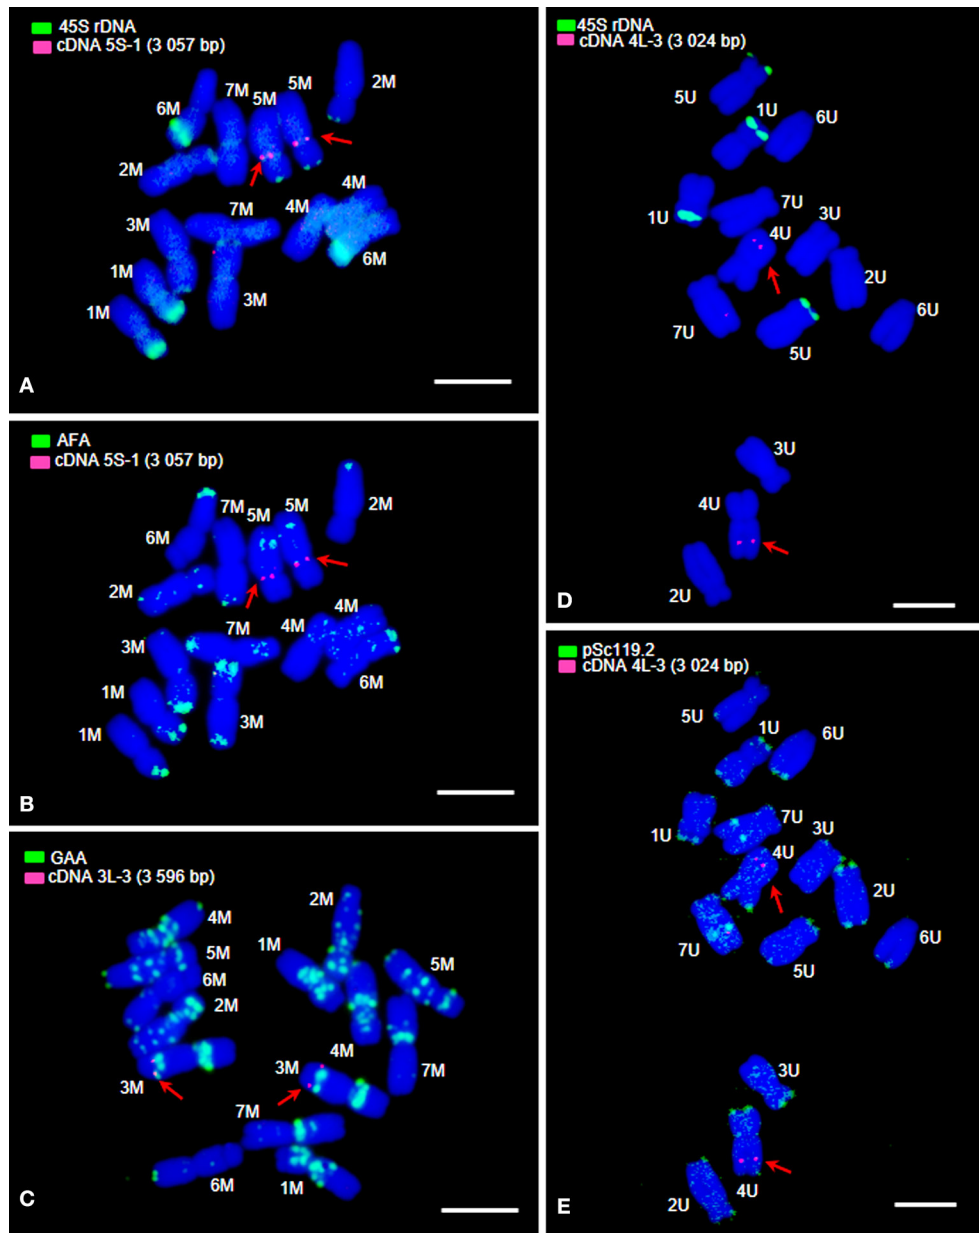 45S rDNA
cDNA 5S-1 (3 057 bp)
6M
7M
5M
5M
2M
2M
3M
7M
4M
4M
6M
1M
1M
3M
A
AFA
cDNA 5S-1 (3 057 bp)
7M
5M
5M
2M
6M
2M
3M
7M
4M
4M
6M
1M
1M
3M
B
GAA
cDNA 3L-3 (3 596 bp)
2M
4M
1M
5M
5M
6M
2M
4M
3M
3M
7M
7M
6M
1M
C
45S rDNA
cDNA 4L-3 (3 024 bp)
5U
1U
6U
1U
7U
3U
4U
2U
7U
5U
6U
3U
4U
2U
D
pSc119.2
cDNA 4L-3 (3 024 bp)
5U
1U
6U
1U
7U
3U
4U
2U
7U
5U
6U
3U
4U
2U
E